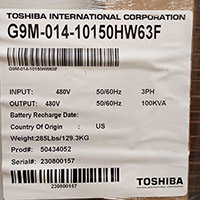 TOSHIBA INTERNATIONAL CORPORATION
G9M-014-10150HW63F
G9M-014-10150HW63F
INPUT: 480V 50/60Hz 3PH
OUTPUT: 480V 50/60Hz 100KVA
Battery Recharge Date:
Country Of Origin : US
Weight:285Lbs/129.3KG
Prod#: 50434052
Serial#: 230800157
230800157
TOSHIBA